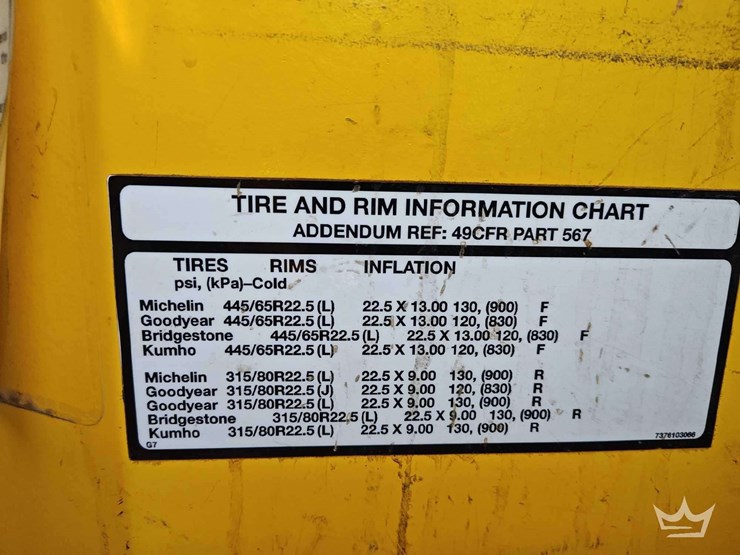 TIRE AND RIM INFORMATION CHART
ADDENDUM REF: 49CFR PART 567
TIRES RIMS INFLATION
psi, (kPa)–Cold
Michelin 445/65R22.5 (L) 22.5 X 13.00 130, (900) F
Goodyear 445/65R22.5 (L) 22.5 X 13.00 120, (830) F
Bridgestone 445/65R22.5 (L) 22.5 X 13.00 120, (830) F
Kumho 445/65R22.5 (L) 22.5 X 13.00 120, (830) F
Michelin 315/80R22.5 (L) 22.5 X 9.00 130, (900) R
Goodyear 315/80R22.5 (J) 22.5 X 9.00 120, (830) R
Goodyear 315/80R22.5 (L) 22.5 X 9.00 130, (900) R
Bridgestone 315/80R22.5 (L) 22.5 X 9.00 130, (900) R
Kumho 315/80R22.5 (L) 22.5 X 9.00 130, (900) R
G7 7376103066